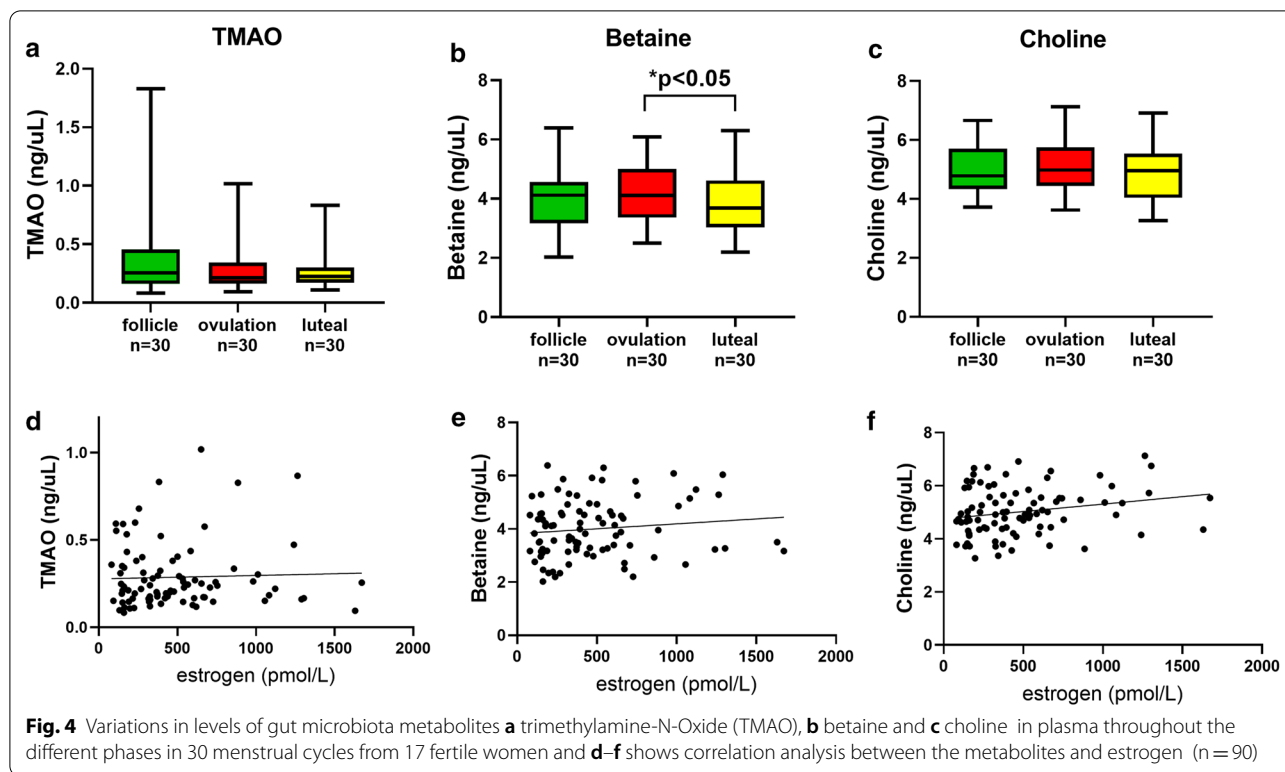 a
TMAO
TMAO (ng/uL)
2.0
1.5
1.0
0.5
0.0
follicle ovulation luteal
n=30 n=30 n=30
b
Betaine
Betaine (ng/uL)
8
6
4
2
0
*p<0.05
follicle ovulation luteal
n=30 n=30 n=30
c
Choline
Choline (ng/uL)
8
6
4
2
0
follicle ovulation luteal
n=30 n=30 n=30
d
TMAO (ng/uL)
1.0
0.5
0.0
0 500 1000 1500 2000
estrogen (pmol/L)
e
Betaine (ng/uL)
8
6
4
2
0
0 500 1000 1500 2000
estrogen (pmol/L)
f
Choline (ng/uL)
8
6
4
2
0
0 500 1000 1500 2000
estrogen (pmol/L)
Fig. 4 Variations in levels of gut microbiota metabolites a trimethylamine-N-Oxide (TMAO), b betaine and c choline in plasma throughout the
different phases in 30 menstrual cycles from 17 fertile women and d–f shows correlation analysis between the metabolites and estrogen (n = 90)